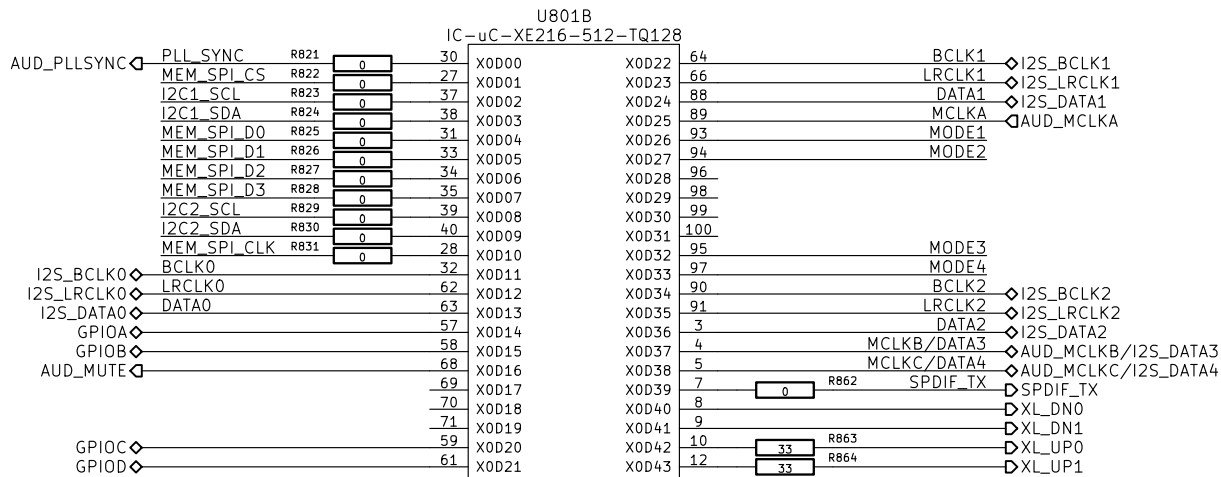 U801B
IC-uC-XE216-512-TQ128
AUD_PLLSYNC PLL_SYNC R821 0 30 X0D00 X0D22 64 BCLK1 I2S_BCLK1
MEM_SPI_CS R822 0 27 X0D01 X0D23 66 LRCLK1 I2S_LRCLK1
I2C1_SCL R823 0 37 X0D02 X0D24 88 DATA1 I2S_DATA1
I2C1_SDA R824 0 38 X0D03 X0D25 89 MCLKA AUD_MCLKA
MEM_SPI_D0 R825 0 31 X0D04 X0D26 93 MODE1
MEM_SPI_D1 R826 0 33 X0D05 X0D27 94 MODE2
MEM_SPI_D2 R827 0 34 X0D06 X0D28 96
MEM_SPI_D3 R828 0 35 X0D07 X0D29 98
I2C2_SCL R829 0 39 X0D08 X0D30 99
I2C2_SDA R830 0 40 X0D09 X0D31 100
MEM_SPI_CLK R831 0 28 X0D10 X0D32 95 MODE3
I2S_BCLK0 BCLK0 32 X0D11 X0D33 97 MODE4
I2S_LRCLK0 LRCLK0 62 X0D12 X0D34 90 BCLK2 I2S_BCLK2
I2S_DATA0 DATA0 63 X0D13 X0D35 91 LRCLK2 I2S_LRCLK2
GPIOA 57 X0D14 X0D36 3 DATA2 I2S_DATA2
GPIOB 58 X0D15 X0D37 4 MCLKB/DATA3 AUD_MCLKB/I2S_DATA3
AUD_MUTE 68 X0D16 X0D38 5 MCLKC/DATA4 AUD_MCLKC/I2S_DATA4
69 X0D17 X0D39 7 0 R862 SPDIF_TX SPDIF_TX
70 X0D18 X0D40 8 XL_DN0
71 X0D19 X0D41 9 XL_DN1
GPIOC 59 X0D20 X0D42 10 33 R863 XL_UP0
GPIOD 61 X0D21 X0D43 12 33 R864 XL_UP1